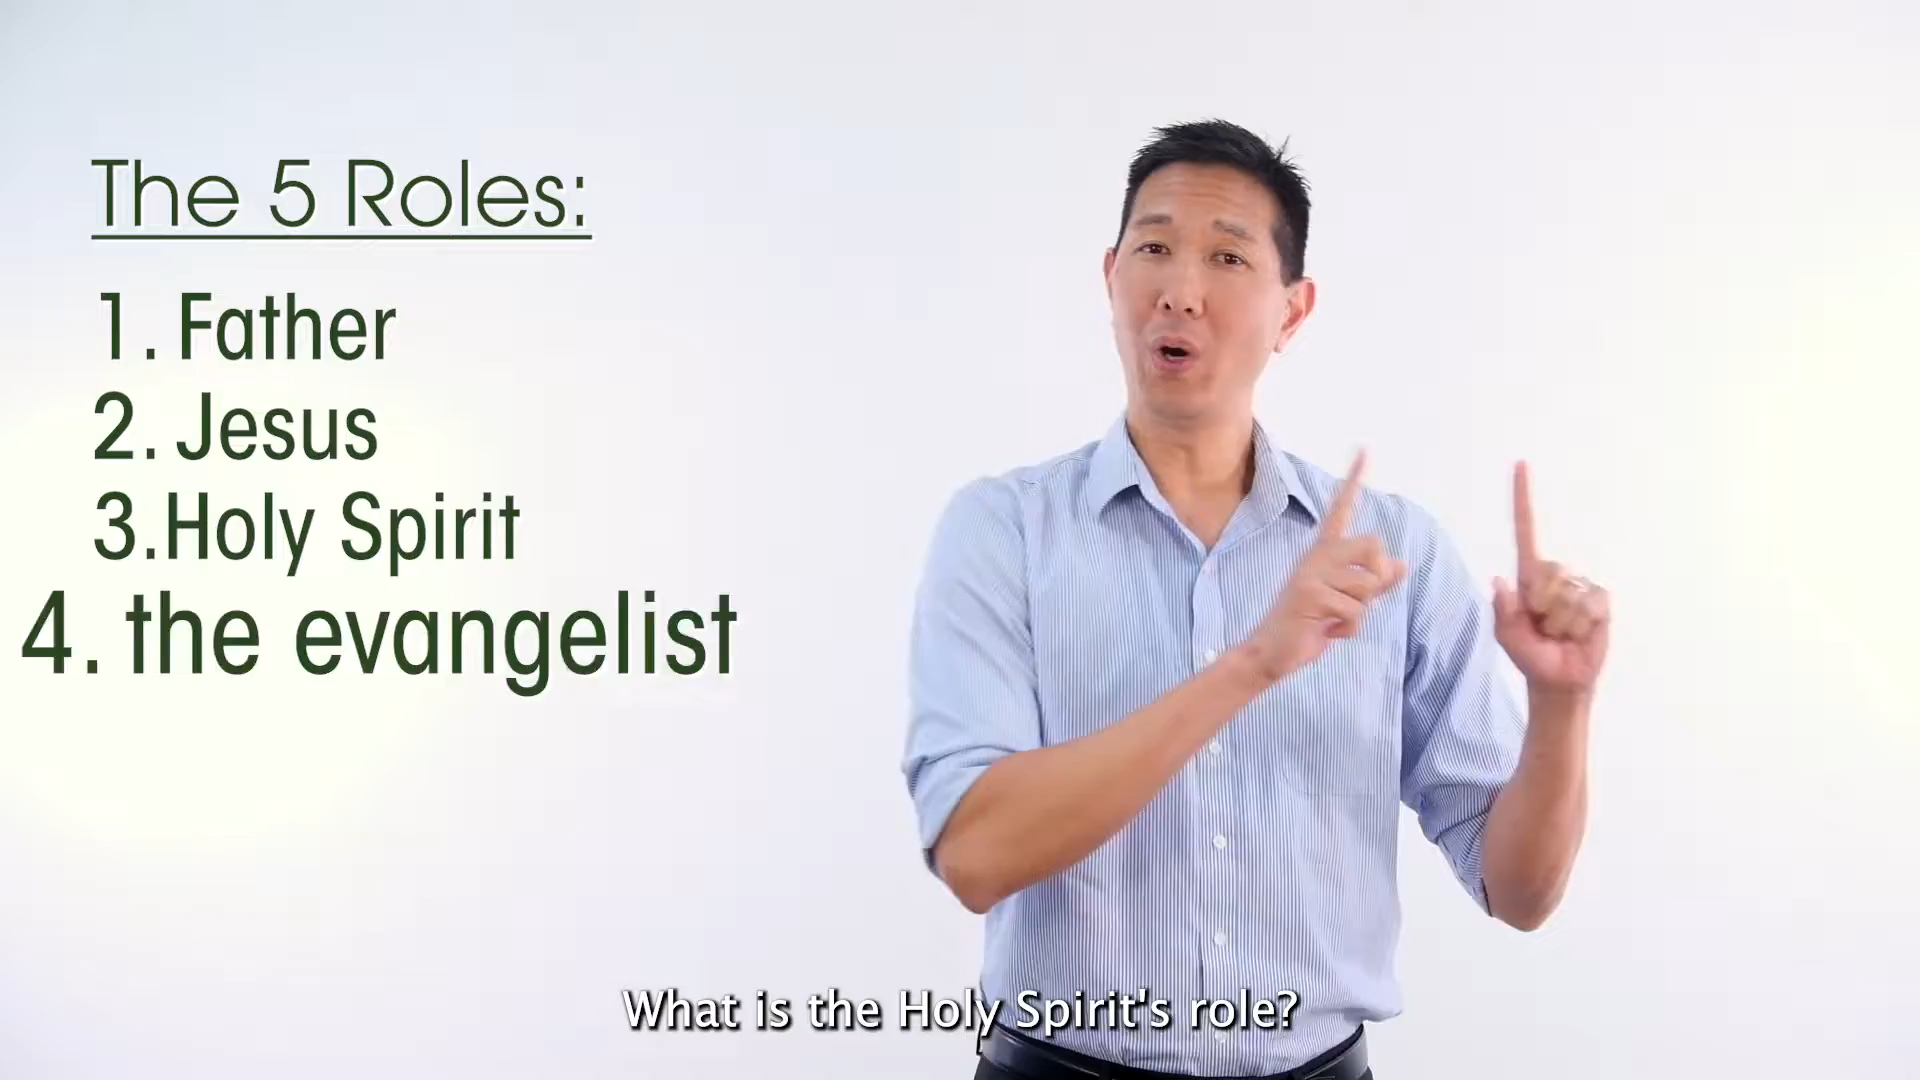 The 5 Roles:
1. Father
2. Jesus
3.Holy Spirit
4. the evangelist
What is the Holy Spirit's role?